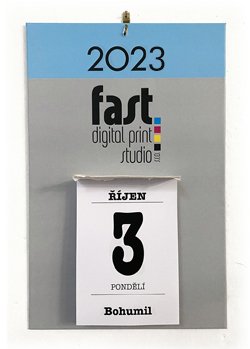 2023
fast.
digital print
studio
ŘÍJEN
3
PONDĚLÍ
Bohumil